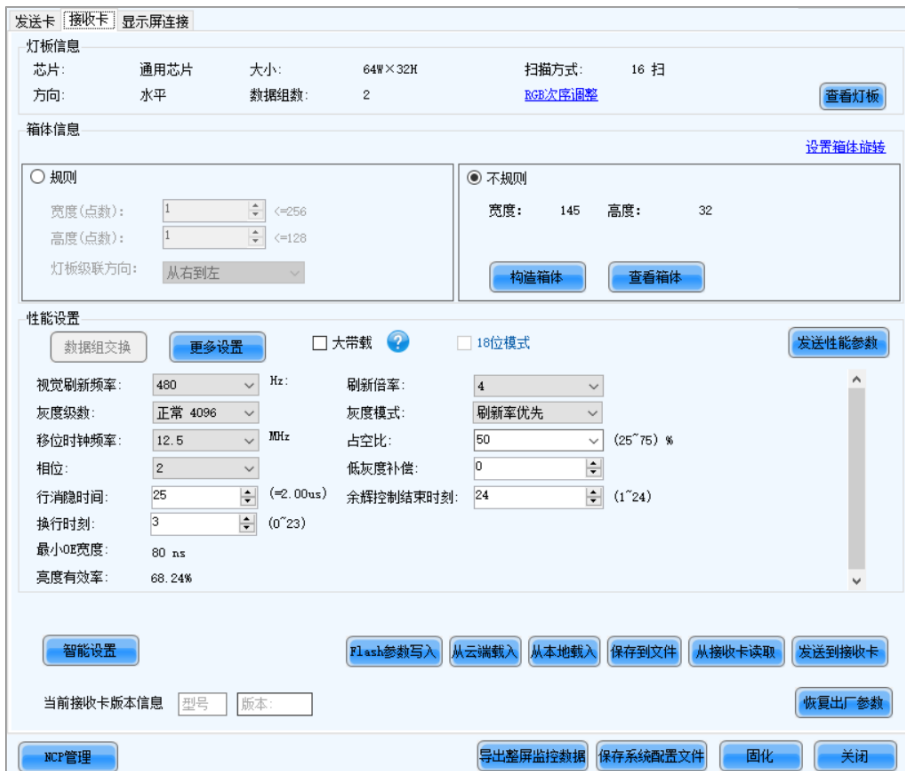 发送卡 接收卡 显示屏连接
灯板信息
芯片: 通用芯片 大小: 64W×32H 扫描方式: 16 扫
方向: 水平 数据组数: 2 RGB次序调整 查看灯板
箱体信息
设置箱体旋转
规则 不规则
宽度(点数): 1 <=256 宽度: 145 高度: 32
高度(点数): 1 <=128
灯板级联方向: 从右到左 构造箱体 查看箱体
性能设置
数据组交换 更多设置 大带载 ? 18位模式 发送性能参数
视觉刷新频率: 480 Hz: 刷新倍率: 4
灰度级数: 正常 4096 灰度模式: 刷新率优先
移位时钟频率: 12.5 MHz 占空比: 50 (25~75) %
相位: 2 低灰度补偿: 0
行消隐时间: 25 (=2.00us) 余辉控制结束时刻: 24 (1~24)
换行时刻: 3 (0~23)
最小OE宽度: 80 ns
亮度有效率: 68.24%
智能设置 Flash参数写入 从云端载入 从本地载入 保存到文件 从接收卡读取 发送到接收卡
当前接收卡版本信息 型号 版本: 恢复出厂参数
NCP管理 导出整屏监控数据 保存系统配置文件 固化 关闭